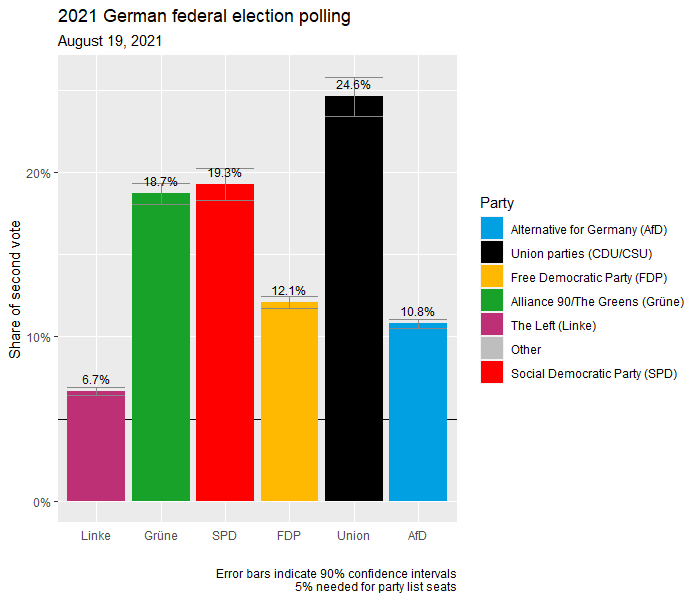 2021 German federal election polling
August 19, 2021
Share of second vote
20%
10%
0%
6.7%
18.7%
19.3%
12.1%
24.6%
10.8%
Linke
Grüne
SPD
FDP
Union
AfD
Party
Alternative for Germany (AfD)
Union parties (CDU/CSU)
Free Democratic Party (FDP)
Alliance 90/The Greens (Grüne)
The Left (Linke)
Other
Social Democratic Party (SPD)
Error bars indicate 90% confidence intervals
5% needed for party list seats